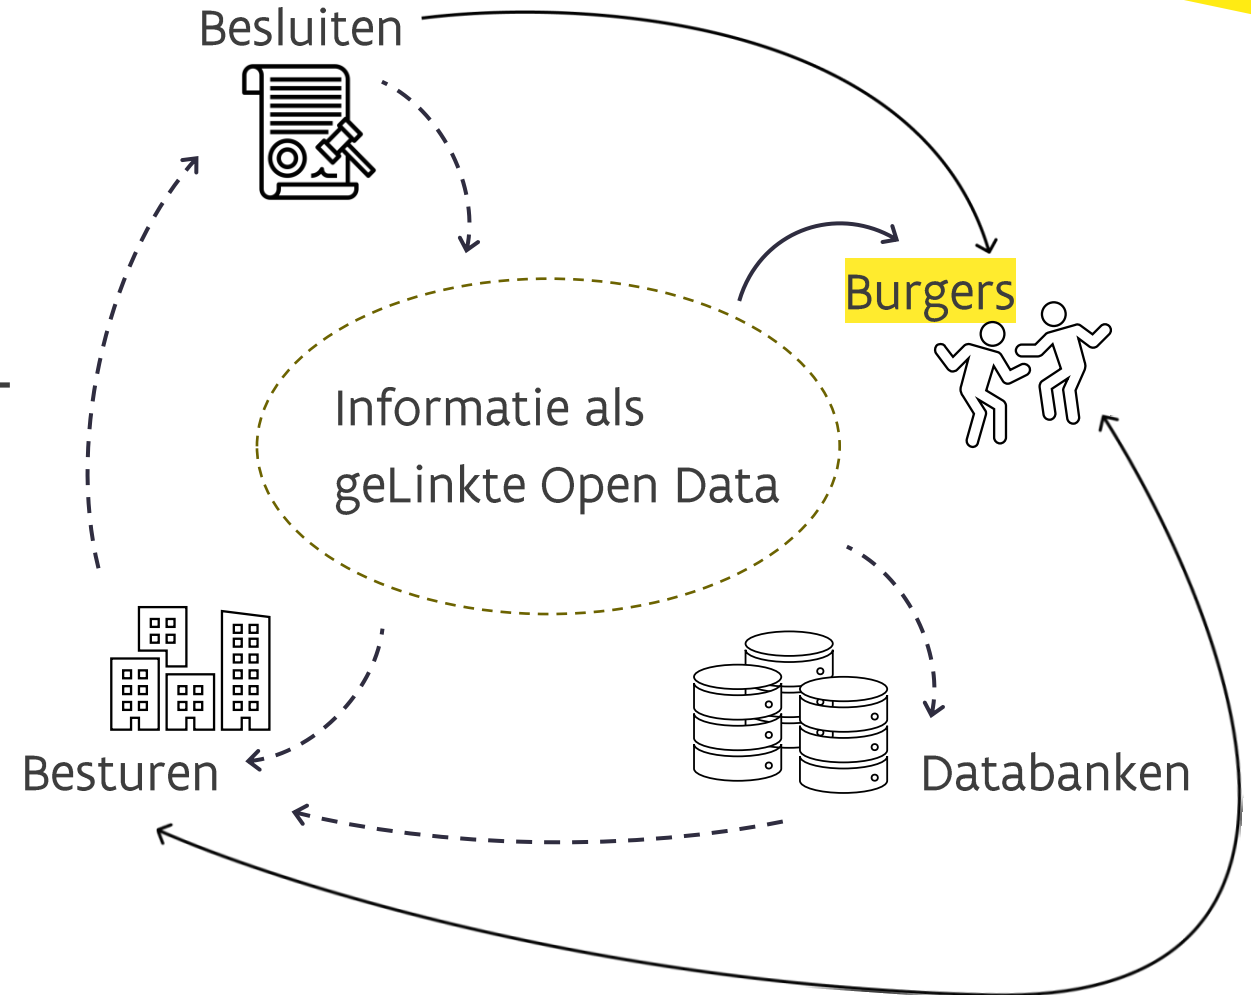 Besluiten
Burgers
Informatie als
geLinkte Open Data
Besturen
Databanken